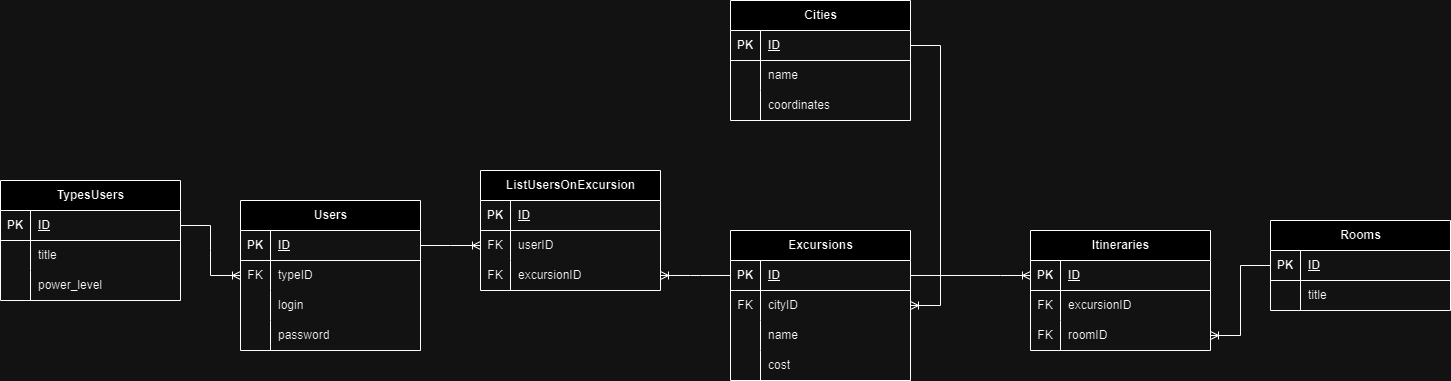 Cities
PK ID
name
coordinates
TypesUsers
PK ID
title
power_level
Users
PK ID
FK typeID
login
password
ListUsersOnExcursion
PK ID
FK userID
FK excursionID
Excursions
PK ID
FK cityID
name
cost
Itineraries
PK ID
FK excursionID
FK roomID
Rooms
PK ID
title